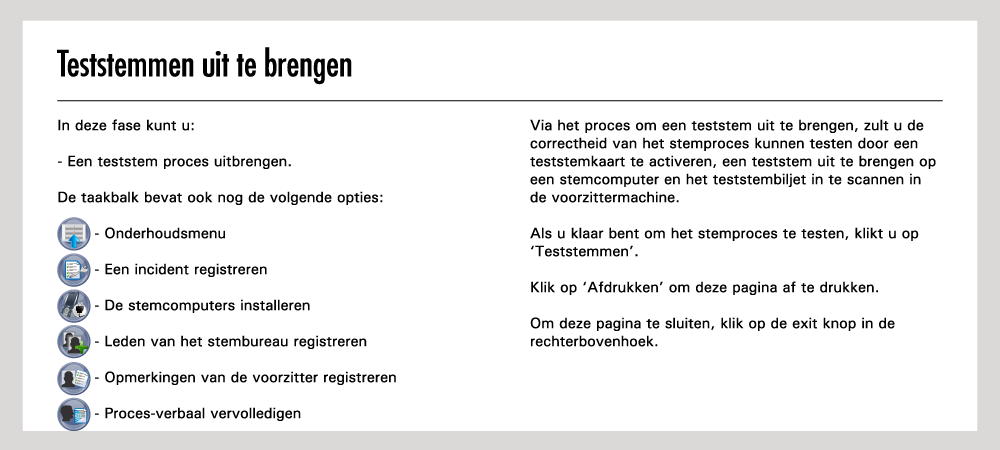 Teststemmen uit te brengen
In deze fase kunt u:
- Een teststem proces uitbrengen.
De taakbalk bevat ook nog de volgende opties:
- Onderhoudsmenu
- Een incident registreren
- De stemcomputers installeren
- Leden van het stembureau registreren
- Opmerkingen van de voorzitter registreren
- Proces-verbaal vervolledigen
Via het proces om een teststem uit te brengen, zult u de
correctheid van het stemproces kunnen testen door een
teststemkaart te activeren, een teststem uit te brengen op
een stemcomputer en het teststembiljet in te scannen in
de voorzittermachine.
Als u klaar bent om het stemproces te testen, klikt u op
‘Teststemmen’.
Klik op ‘Afdrukken’ om deze pagina af te drukken.
Om deze pagina te sluiten, klik op de exit knop in de
rechterbovenhoek.